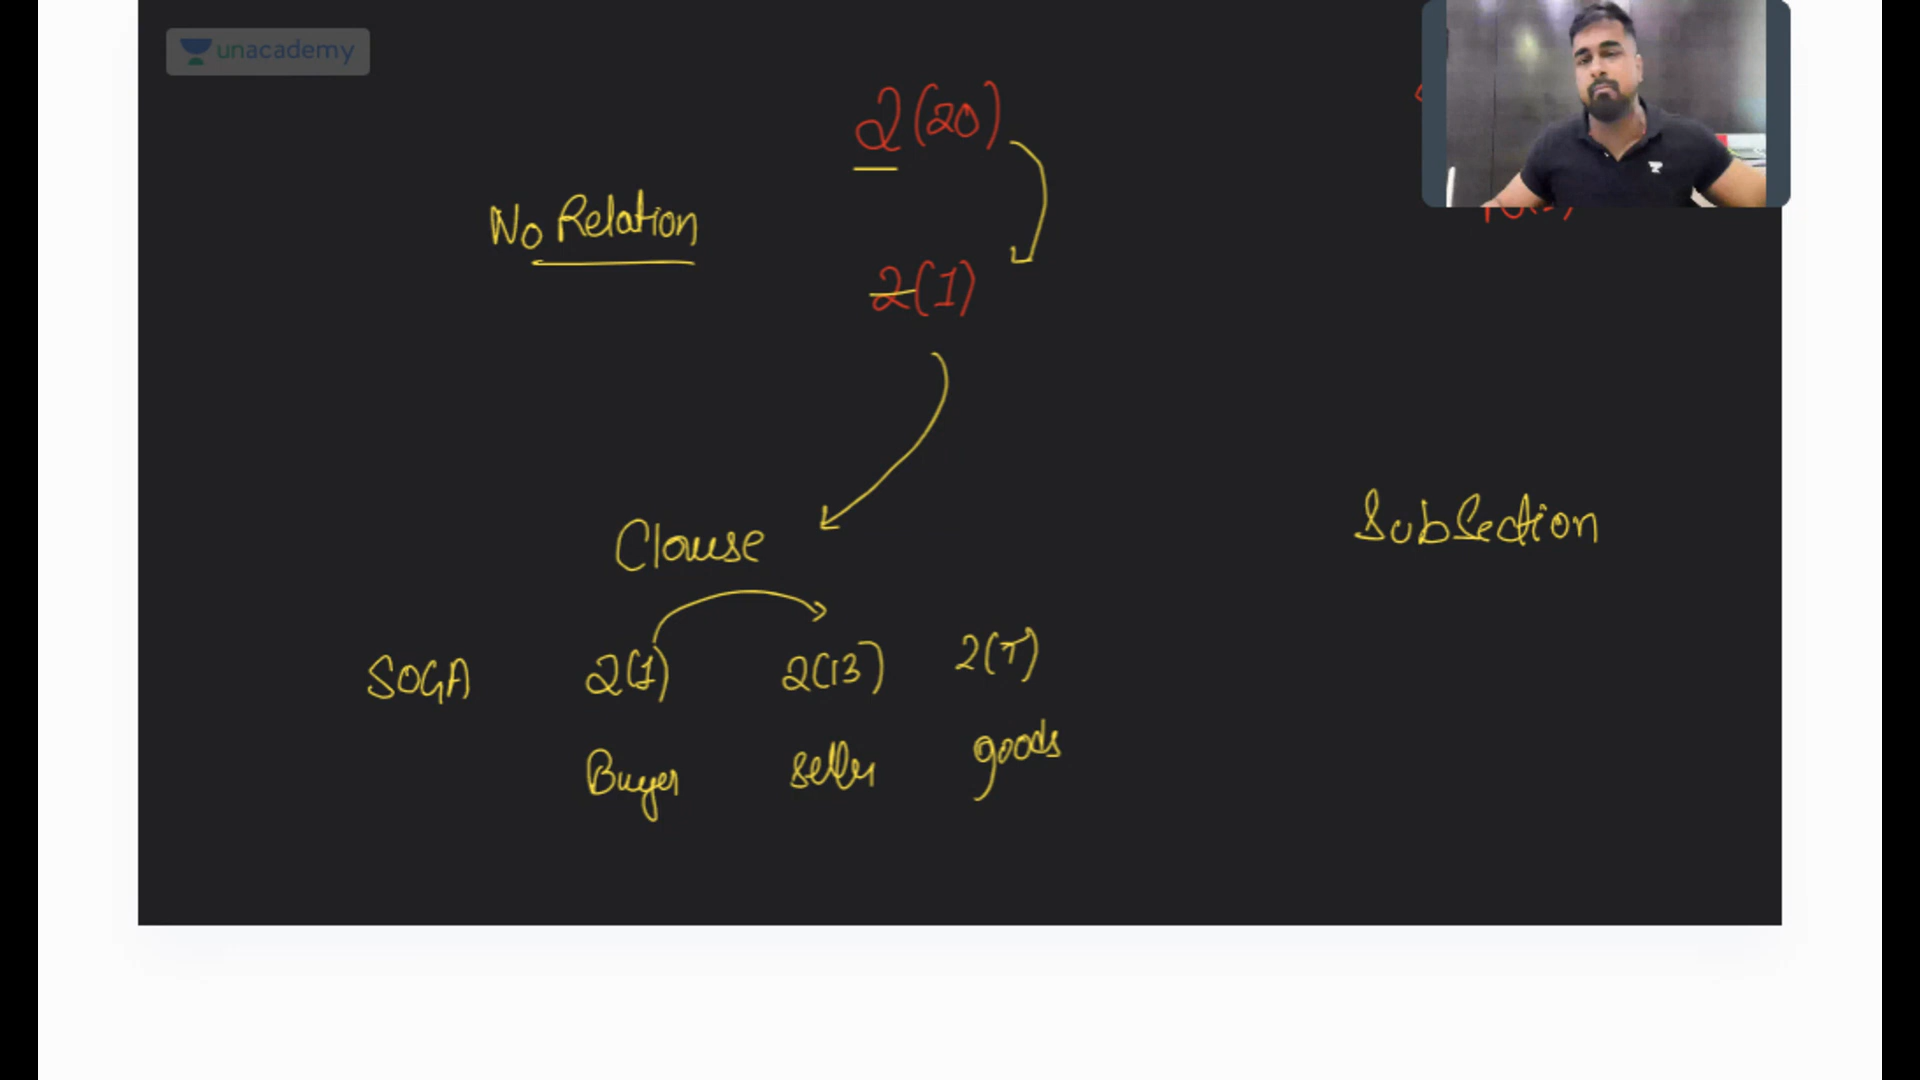 unacademy
2(20)
No Relation
2(1)
Clause
SubSection
SOGA 2(1) 2(13) 2(7)
Buyer seller goods